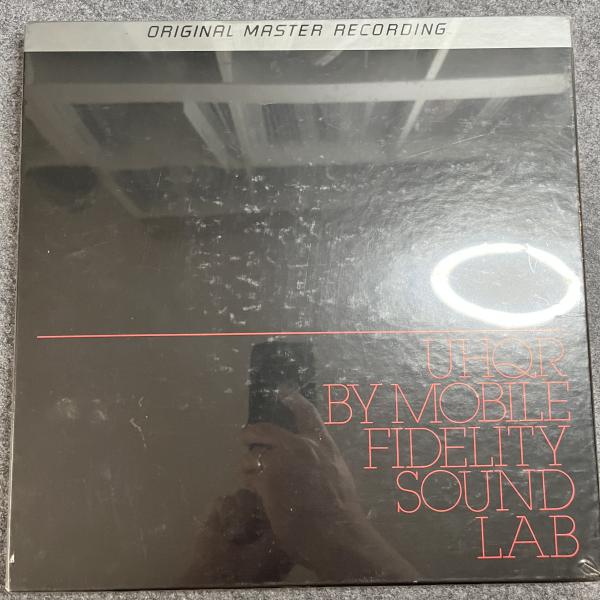 ORIGINAL MASTER RECORDING
UHQR
BY MOBILE
FIDELITY
SOUND
LAB